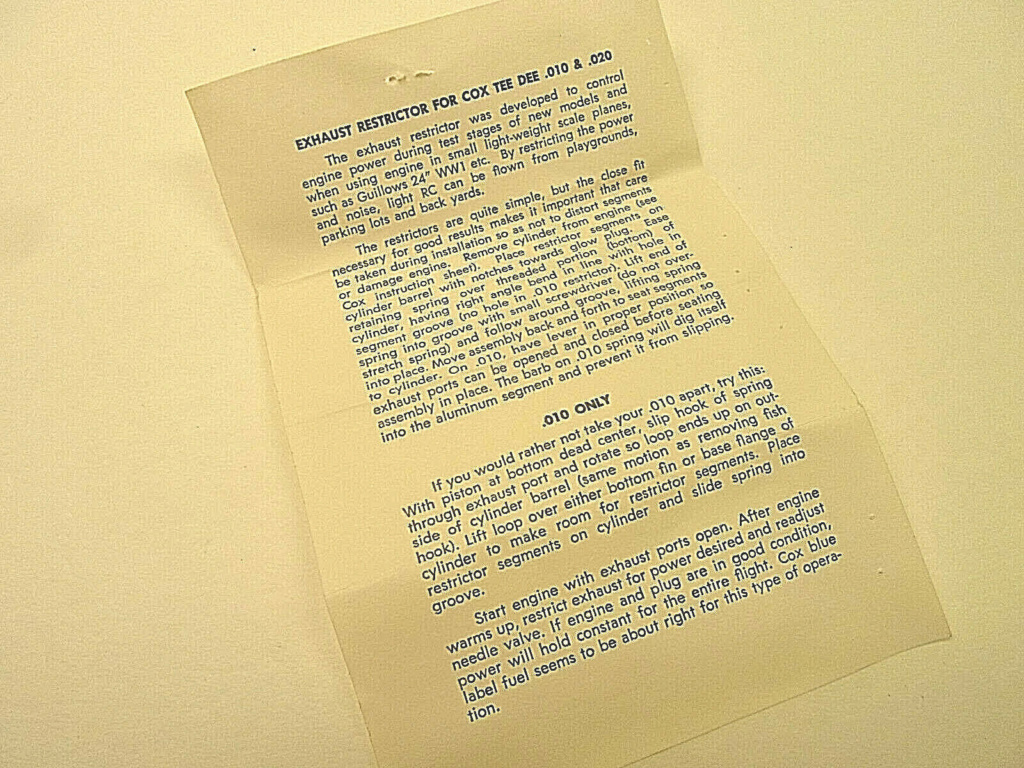 EXHAUST RESTRICTOR FOR COX TEE DEE .010 & .020
The exhaust restrictor was developed to control
engine power during test stages of new models and
when using engine in small light-weight scale planes,
such as Guillows 24" WW1 etc. By restricting the power
and noise, light RC can be flown from playgrounds,
parking lots and back yards.
The restrictors are quite simple, but the close fit
necessary for good results makes it important that care
be taken during installation so as not to distort segments
or damage engine. Remove cylinder from engine (see
Cox instruction sheet). Place restrictor segments on
cylinder barrel with notches towards glow plug. Ease
retaining spring over threaded portion (bottom) of
cylinder, having right angle bend in line with hole in
segment groove (no hole in .010 restrictor). Lift end of
spring into groove with small screwdriver (do not over-
stretch spring) and follow around groove, lifting spring
into place. Move assembly back and forth to seat segments
to cylinder. On .010, have lever in proper position so
exhaust ports can be opened and closed before seating
assembly in place. The barb on .010 spring will dig itself
into the aluminum segment and prevent it from slipping.
.010 ONLY
If you would rather not take your .010 apart, try this:
With piston at bottom dead center, slip hook of spring
through exhaust port and rotate so loop ends up on out-
side of cylinder barrel (same motion as removing fish
hook). Lift loop over either bottom fin or base flange of
cylinder to make room for restrictor segments. Place
restrictor segments on cylinder and slide spring into
groove.
Start engine with exhaust ports open. After engine
warms up, restrict exhaust for power desired and readjust
needle valve. If engine and plug are in good condition,
power will hold constant for the entire flight. Cox blue
label fuel seems to be about right for this type of opera-
tion.